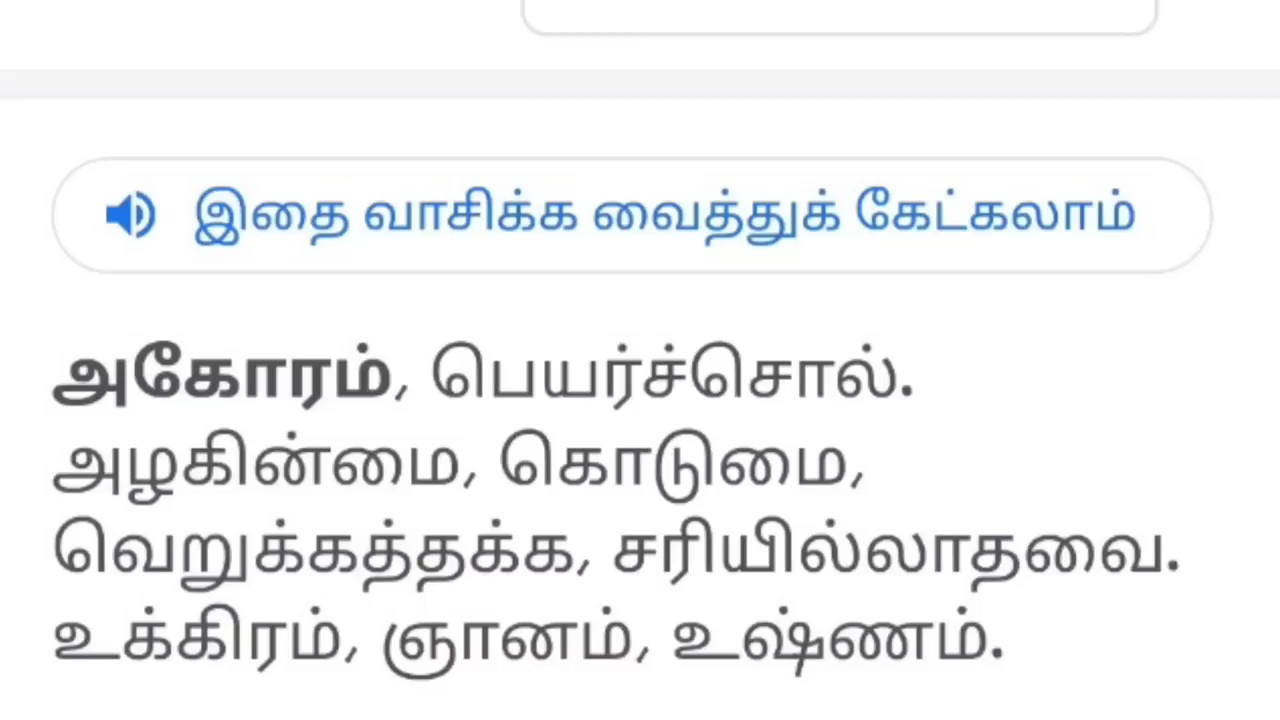 இதை வாசிக்க வைத்துக் கேட்கலாம்
அகோரம், பெயர்ச்சொல்.
அழகின்மை, கொடுமை,
வெறுக்கத்தக்க, சரியில்லாதவை.
உக்கிரம், ஞானம், உஷ்ணம்.